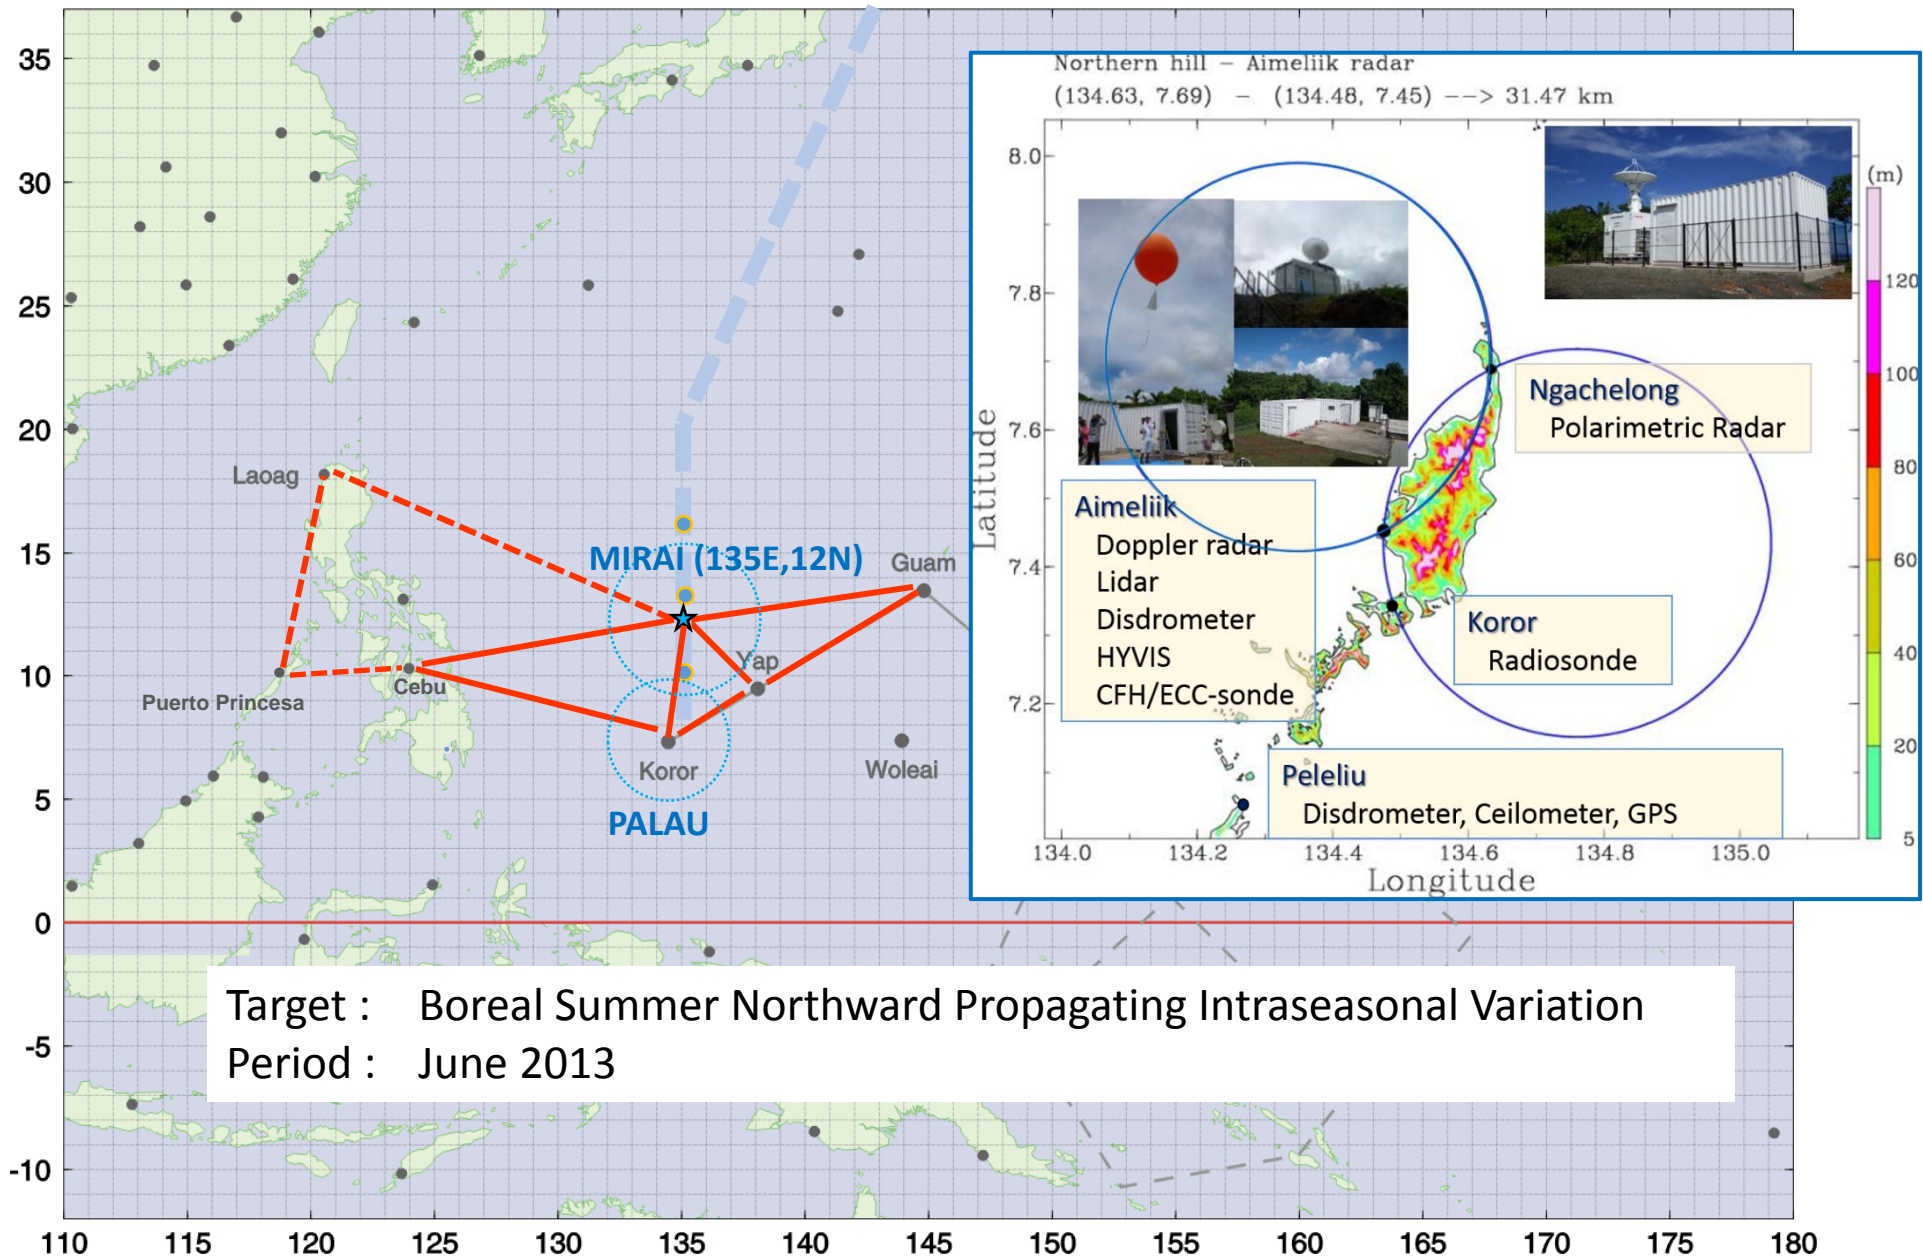 Northern hill – Aimeliik radar
(134.63, 7.69) – (134.48, 7.45) --> 31.47 km
(m)
8.0
7.8
7.6
7.4
7.2
Latitude
134.0 134.2 134.4 134.6 134.8 135.0
Longitude
120
100
80
60
40
20
5
Ngachelong
Polarimetric Radar
Aimeliik
Doppler radar
Lidar
Disdrometer
HYVIS
CFH/ECC-sonde
Koror
Radiosonde
Peleliu
Disdrometer, Ceilometer, GPS
35
30
25
20
15
10
5
0
-5
-10
Laoag
MIRAI (135E,12N)
Guam
Yap
Cebu
Puerto Princesa
Koror
Woleai
PALAU
Target : Boreal Summer Northward Propagating Intraseasonal Variation
Period : June 2013
110 115 120 125 130 135 140 145 150 155 160 165 170 175 180